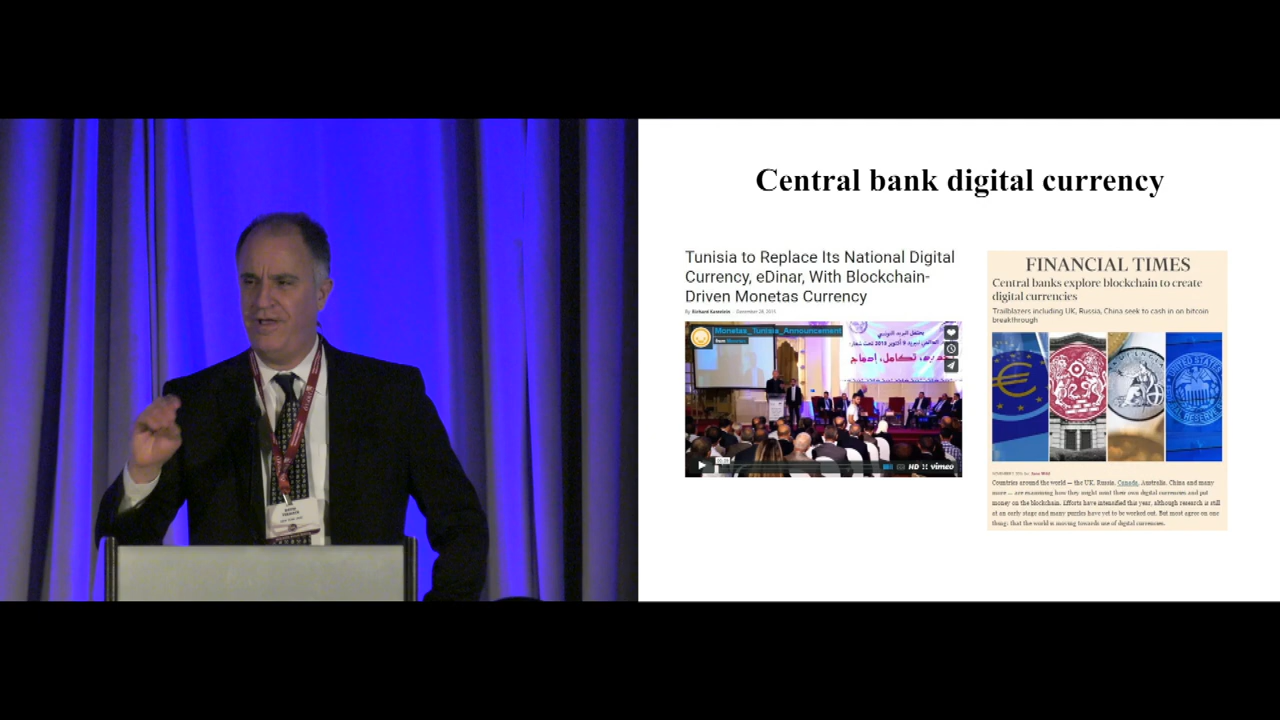 Central bank digital currency
Tunisia to Replace Its National Digital
Currency, eDinar, With Blockchain-
Driven Monetas Currency
By Richard Kastelein December 28, 2015
Monetas_Tunisia_Announcement
from Monetas
HD vimeo
FINANCIAL TIMES
Central banks explore blockchain to create
digital currencies
Trailblazers including UK, Russia, China seek to cash in on bitcoin
breakthrough
Countries around the world — the UK, Russia, Canada, Australia, China and many
more — are examining how they might mint their own digital currencies and put
money on the blockchain. Efforts have intensified this year, although research is still
at an early stage and many puzzles have yet to be worked out. But most agree on one
thing: that the world is moving towards use of digital currencies.